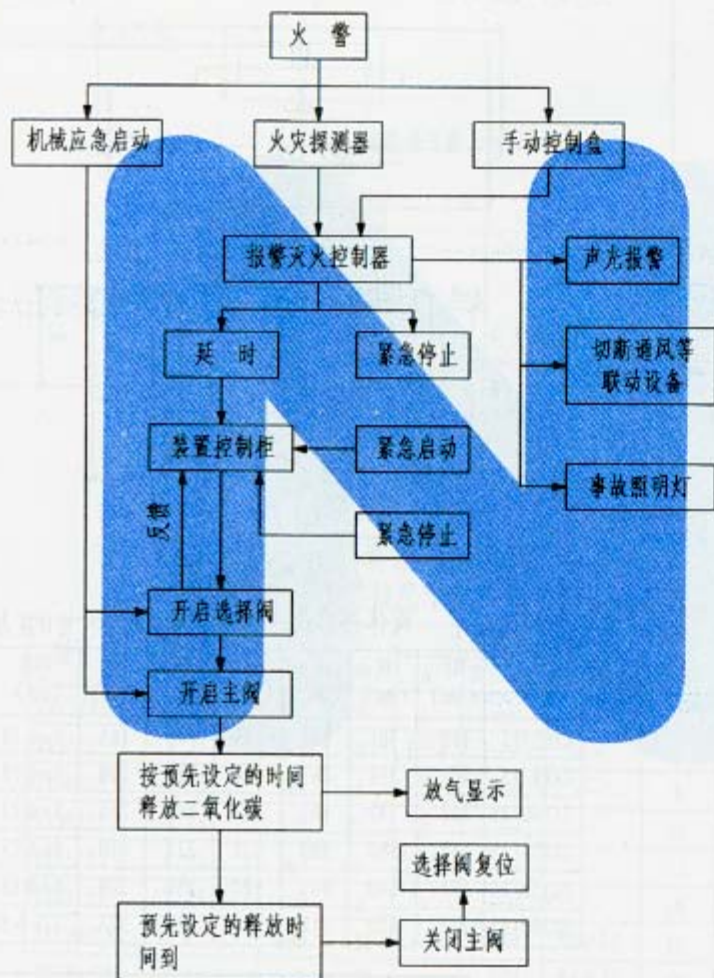 火 警
机械应急启动
火灾探测器
手动控制盒
报警灭火控制器
声光报警
延 时
紧急停止
切断通风等
联动设备
装置控制柜
紧急启动
事故照明灯
反馈
紧急停止
开启选择阀
开启主阀
按预先设定的时间
释放二氧化碳
放气显示
选择阀复位
预先设定的释放时
间到
关闭主阀